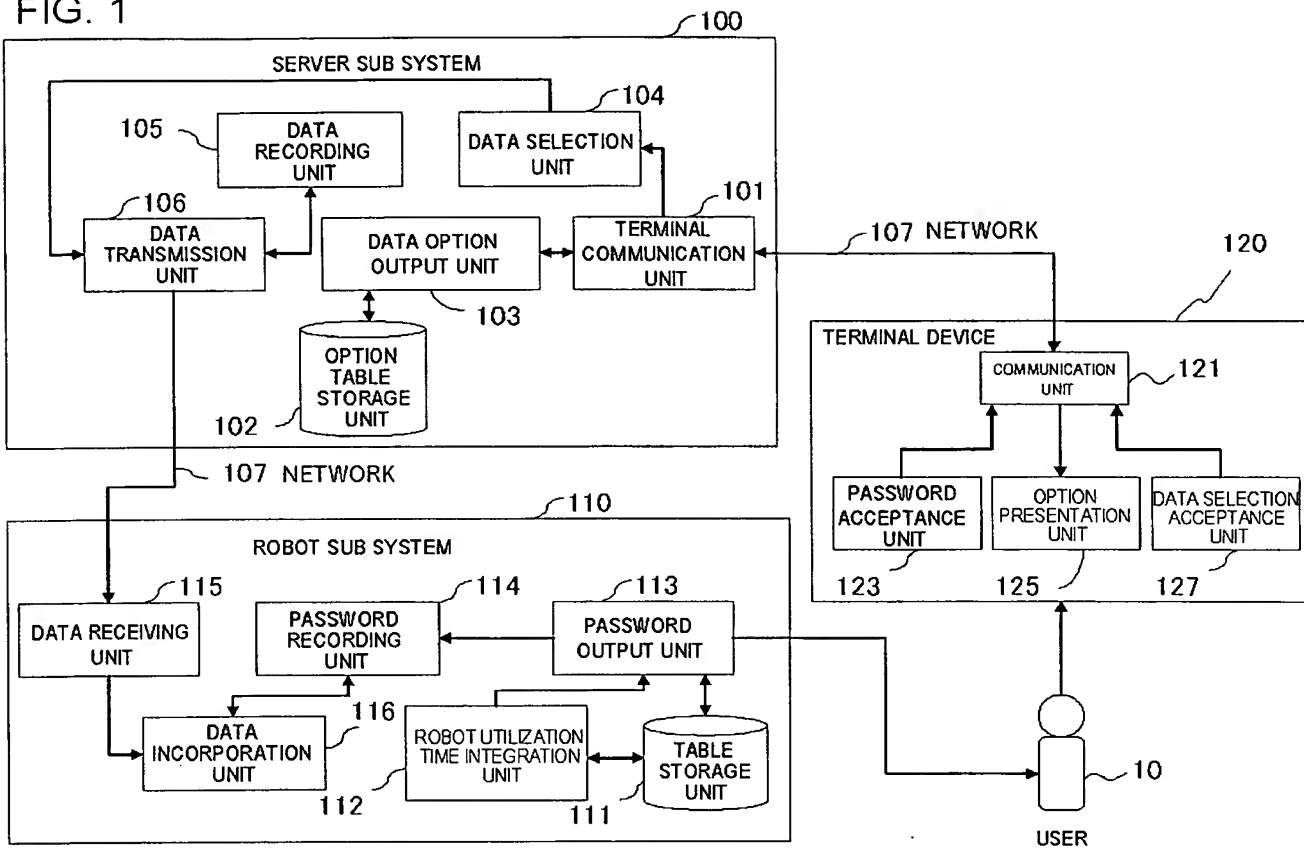 FIG. 1
100
SERVER SUB SYSTEM
104
DATA SELECTION
UNIT
105
DATA
RECORDING
UNIT
101
TERMINAL
COMMUNICATION
UNIT
106
DATA
TRANSMISSION
UNIT
DATA OPTION
OUTPUT UNIT
103
OPTION
TABLE
STORAGE
UNIT
102
107 NETWORK
120
TERMINAL DEVICE
COMMUNICATION
UNIT
121
PASSWORD
ACCEPTANCE
UNIT
123
OPTION
PRESENTATION
UNIT
125
DATA SELECTION
ACCEPTANCE
UNIT
127
107 NETWORK
110
ROBOT SUB SYSTEM
115
DATA RECEIVING
UNIT
114
PASSWORD
RECORDING
UNIT
113
PASSWORD
OUTPUT UNIT
116
DATA
INCORPORATION
UNIT
ROBOT UTILIZATION
TIME INTEGRATION
UNIT
112
TABLE
STORAGE
UNIT
111
10
USER